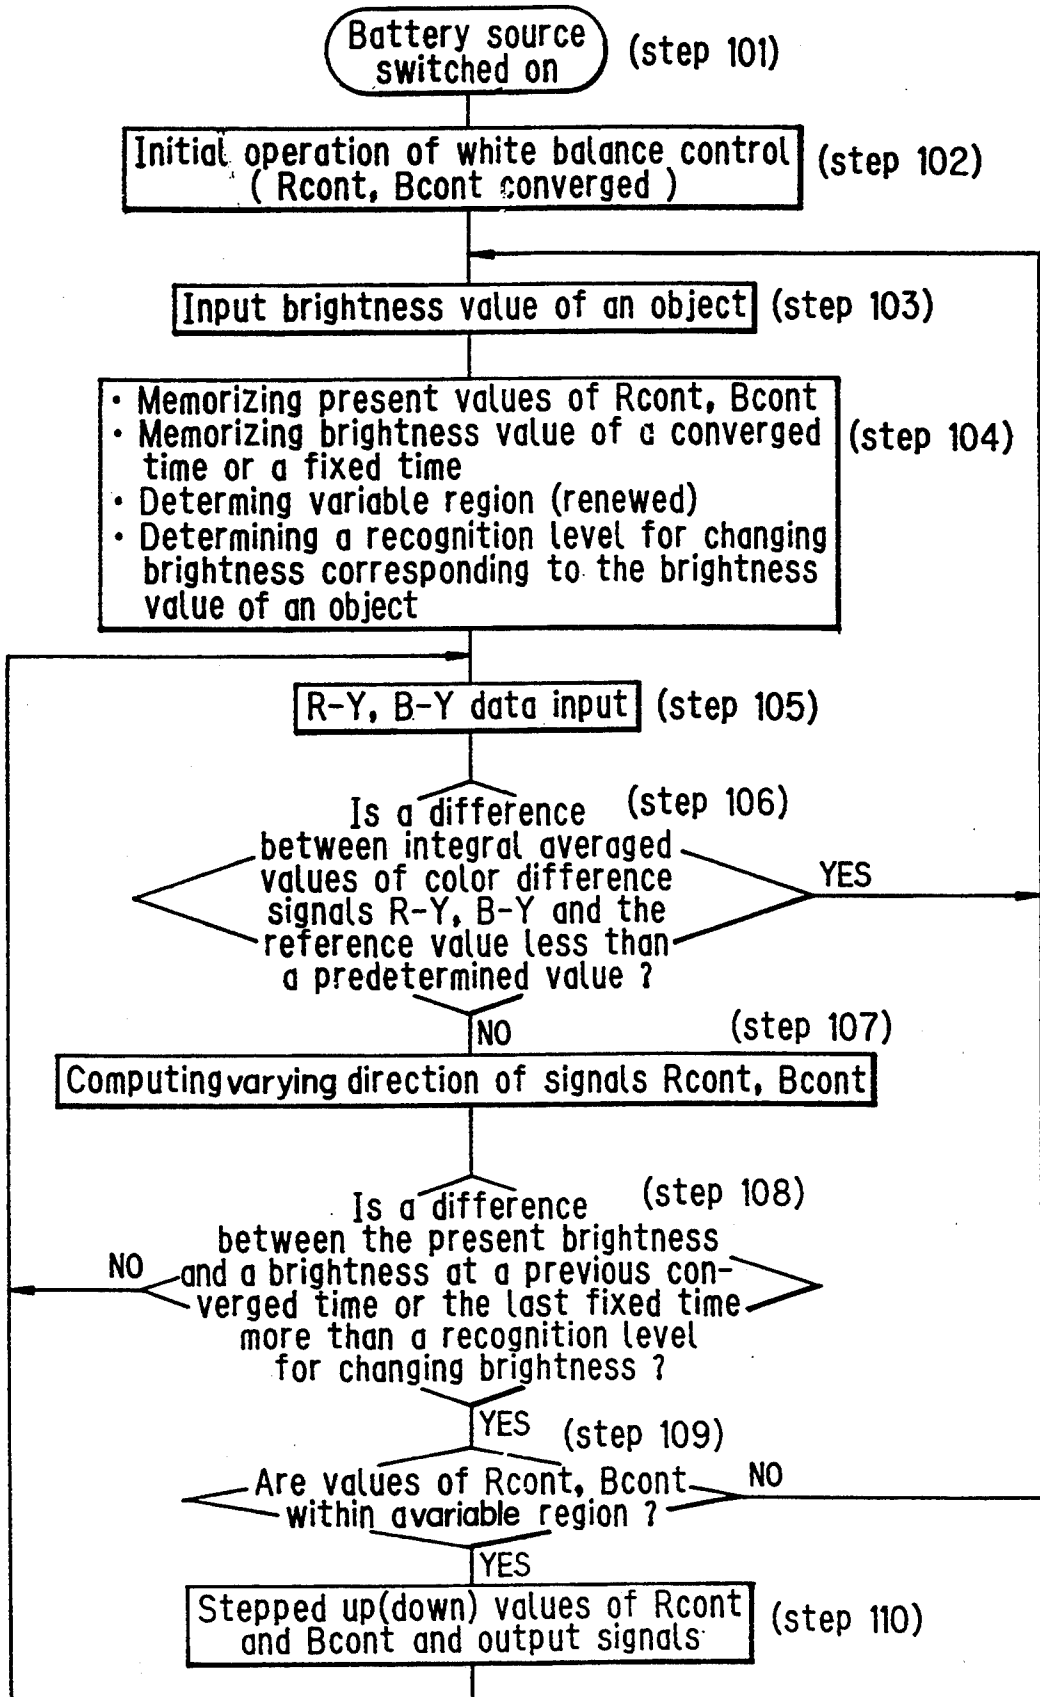 Battery source
switched on
(step 101)
Initial operation of white balance control
( Rcont, Bcont converged )
(step 102)
Input brightness value of an object
(step 103)
· Memorizing present values of Rcont, Bcont
· Memorizing brightness value of a converged
time or a fixed time
· Determing variable region (renewed)
· Determining a recognition level for changing
brightness corresponding to the brightness
value of an object
(step 104)
R-Y, B-Y data input
(step 105)
(step 106)
Is a difference
between integral averaged
values of color difference
signals R-Y, B-Y and the
reference value less than
a predetermined value ?
YES
NO
(step 107)
Computing varying direction of signals Rcont, Bcont
(step 108)
Is a difference
between the present brightness
and a brightness at a previous con-
verged time or the last fixed time
more than a recognition level
for changing brightness ?
NO
YES
(step 109)
Are values of Rcont, Bcont
within avariable region ?
NO
YES
Stepped up(down) values of Rcont
and Bcont and output signals
(step 110)